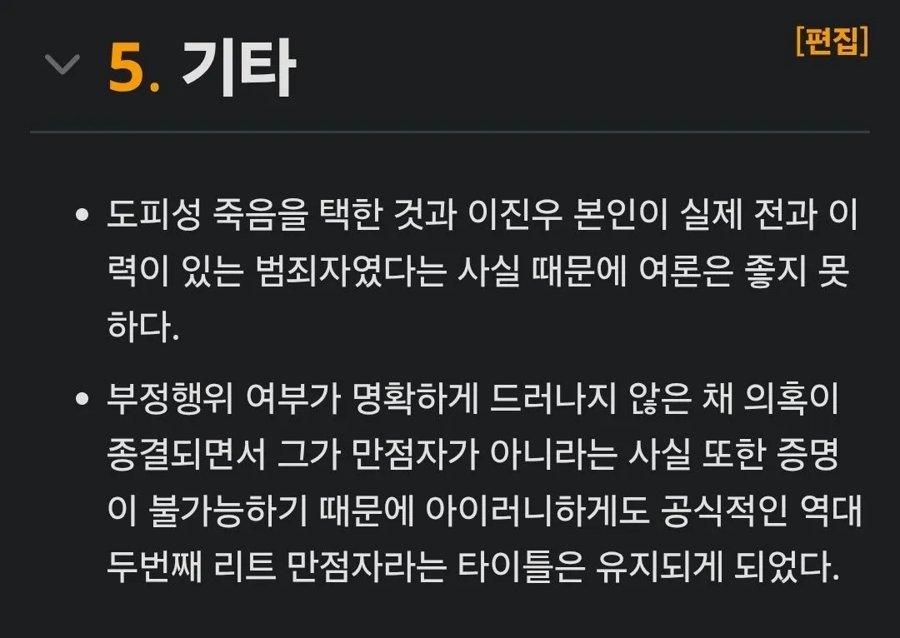 5. 기타
[편집]
도피성 죽음을 택한 것과 이진우 본인이 실제 전과 이
력이 있는 범죄자였다는 사실 때문에 여론은 좋지 못
하다.
부정행위 여부가 명확하게 드러나지 않은 채 의혹이
종결되면서 그가 만점자가 아니라는 사실 또한 증명
이 불가능하기 때문에 아이러니하게도 공식적인 역대
두번째 리트 만점자라는 타이틀은 유지되게 되었다.